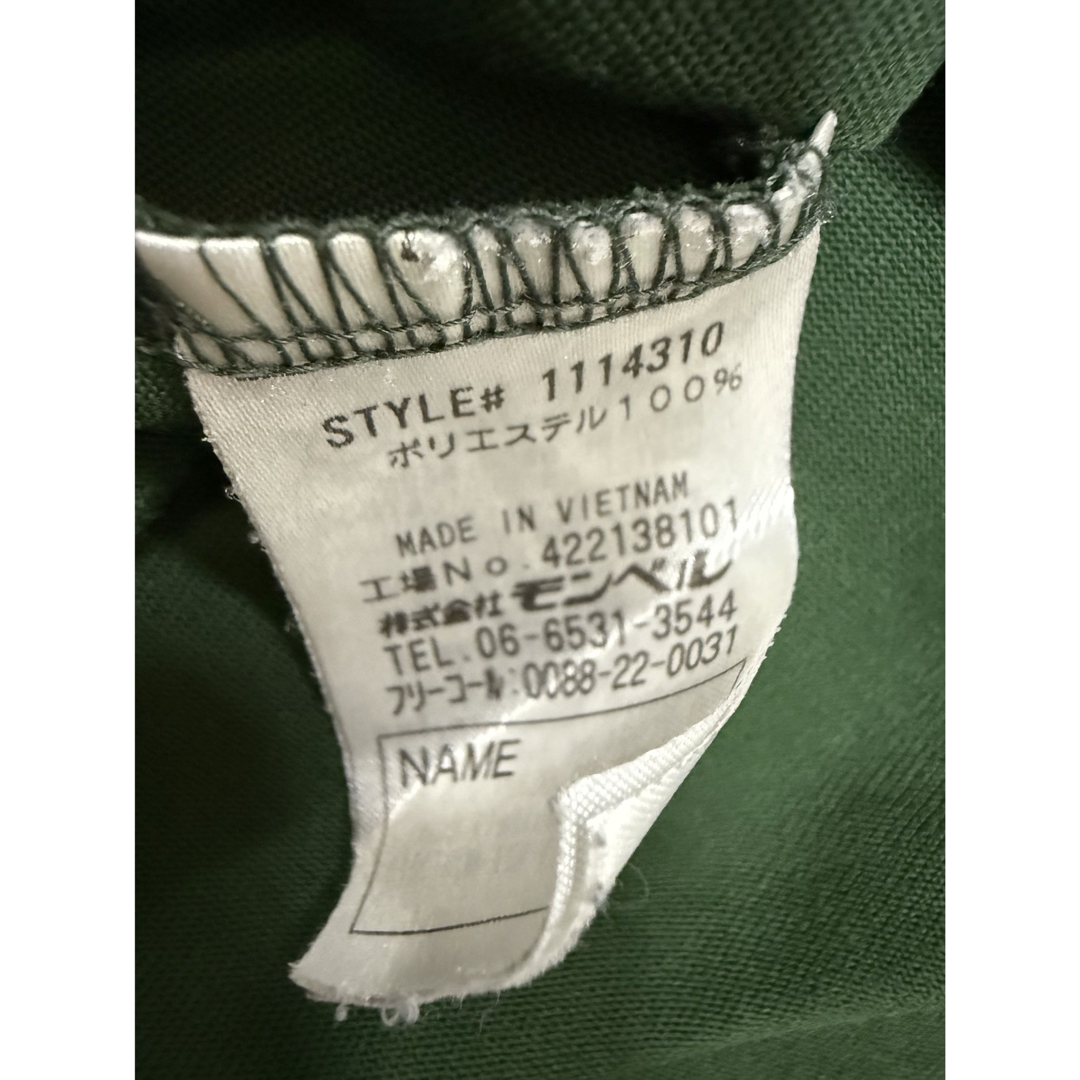 STYLE# 1114310
ポリエステル100%
MADE IN VIETNAM
工場No.422138101
株式会社 モンベル
TEL.06-6531-3544
フリーコール:0088-22-0031
NAME